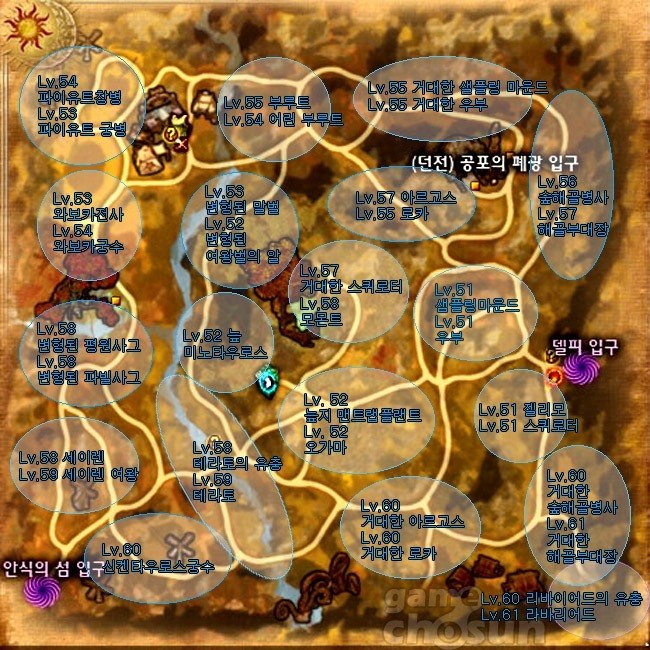 Lv.54
파이유트창병
Lv.53
파이유트 궁병
Lv.55 부루트
Lv.54 어린 부루트
Lv.55 거대한 샘플링 마운드
Lv.55 거대한 우부
(던전) 공포의 폐광 입구
Lv.53
와보카전사
Lv.54
와보카궁수
Lv.53
변형된 말벌
Lv.52
변형된
여왕벌의 알
Lv.57 아르고스
Lv.55 로카
Lv.56
숲해골병사
Lv.57
해골부대장
Lv.57
거대한 스쿼로터
Lv.58
모몬트
Lv.51
샘플링마운드
Lv.51
우부
Lv.58
변형된 평원사그
Lv.58
변형된 파벨사그
Lv.52 늪
미노타우로스
델피 입구
Lv. 52
늪지 맨트랩플랜트
Lv. 52
오가마
Lv.51 젤리모
Lv.51 스쿼로터
Lv.58 세이렌
Lv.59 세이렌 여왕
Lv.58
테라토의 유충
Lv.59
테라토
Lv.60
거대한 아르고스
Lv.60
거대한 로카
Lv.60
거대한
숲해골병사
Lv.61
거대한
해골부대장
안식의 섬 입구
Lv.60
신켄타우로스궁수
Lv.60 리바이어드의 유충
Lv.61 라바리어드
game
chosun